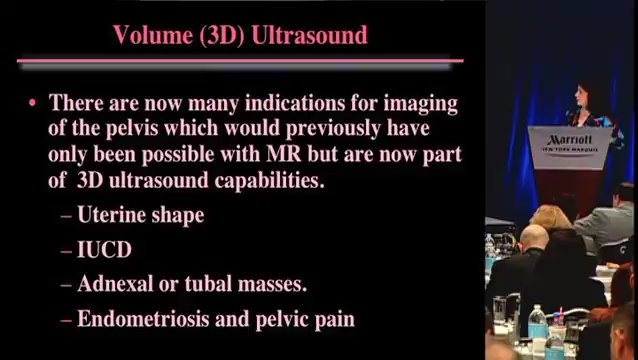 Volume (3D) Ultrasound
• There are now many indications for imaging
of the pelvis which would previously have
only been possible with MR but are now part
of 3D ultrasound capabilities.
– Uterine shape
– IUCD
– Adnexal or tubal masses.
– Endometriosis and pelvic pain
Marriott
NEW YORK MARQUIS